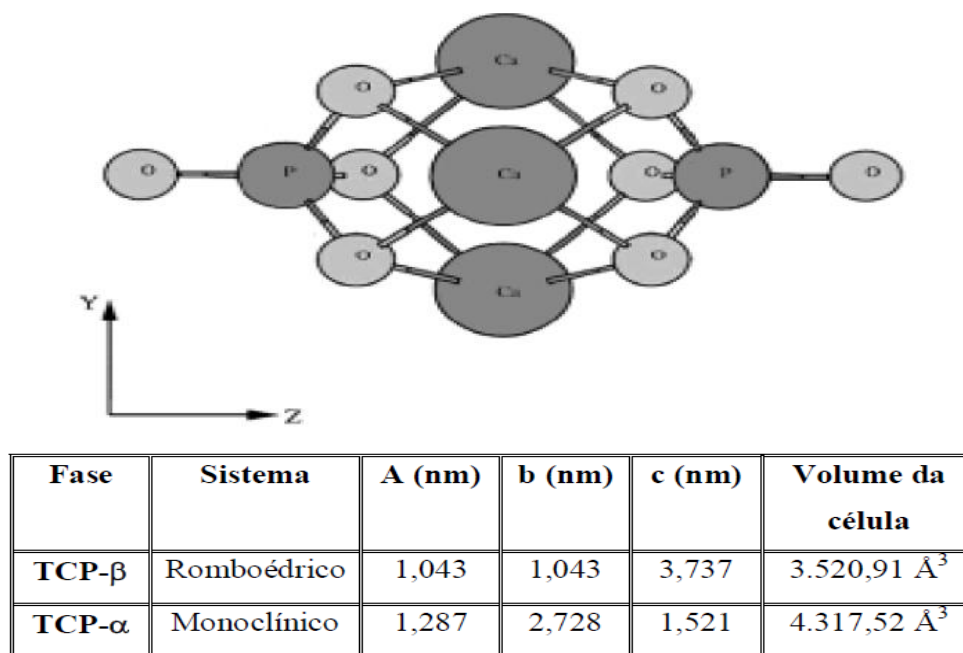 Ca
O O
O P O Ca O P O
O O
Ca
Y
Z
Fase Sistema A (nm) b (nm) c (nm) Volume da
célula
TCP-β Romboédrico 1,043 1,043 3,737 3.520,91 Å³
TCP-α Monoclínico 1,287 2,728 1,521 4.317,52 Å³